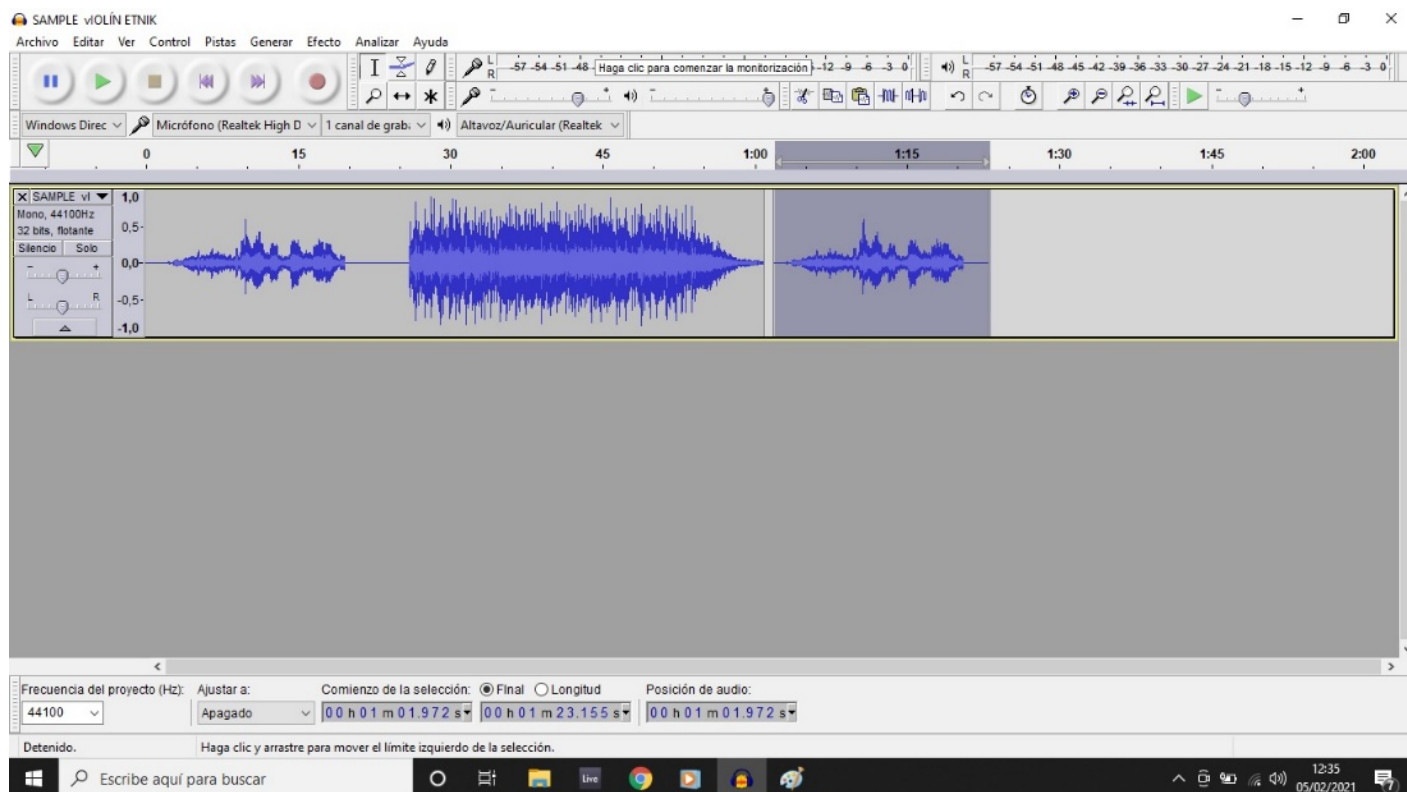 SAMPLE vIOLÍN ETNIK
Archivo Editar Ver Control Pistas Generar Efecto Analizar Ayuda
L R -57 -54 -51 -48 - Haga clic para comenzar la monitorización -12 -9 -6 -3 0 L R -57 -54 -51 -48 -45 -42 -39 -36 -33 -30 -27 -24 -21 -18 -15 -12 -9 -6 -3 0
Windows Direc Micrófono (Realtek High D 1 canal de grab. Altavoz/Auricular (Realtek
0 15 30 45 1:00 1:15 1:30 1:45 2:00
X SAMPLE vI
Mono, 44100Hz
32 bits, flotante
Silencio Solo
- +
L R
1,0
0,5-
0,0-
-0,5-
-1,0
Frecuencia del proyecto (Hz): Ajustar a: Comienzo de la selección: FInal Longitud Posición de audio:
44100 Apagado 00 h 01 m 01.972 s 00 h 01 m 23.155 s 00 h 01 m 01.972 s
Detenido. Haga clic y arrastre para mover el límite izquierdo de la selección.
Escribe aquí para buscar Live 12:35
05/02/2021